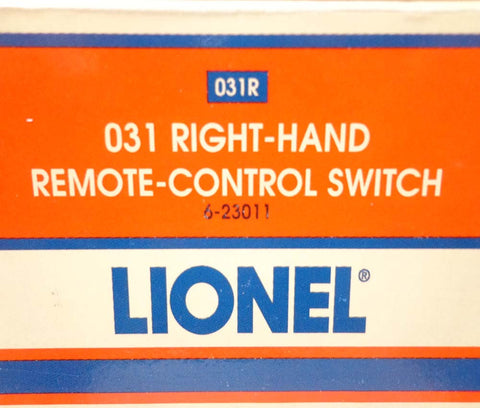 031R
031 RIGHT-HAND
REMOTE-CONTROL SWITCH
6-23011
LIONEL®